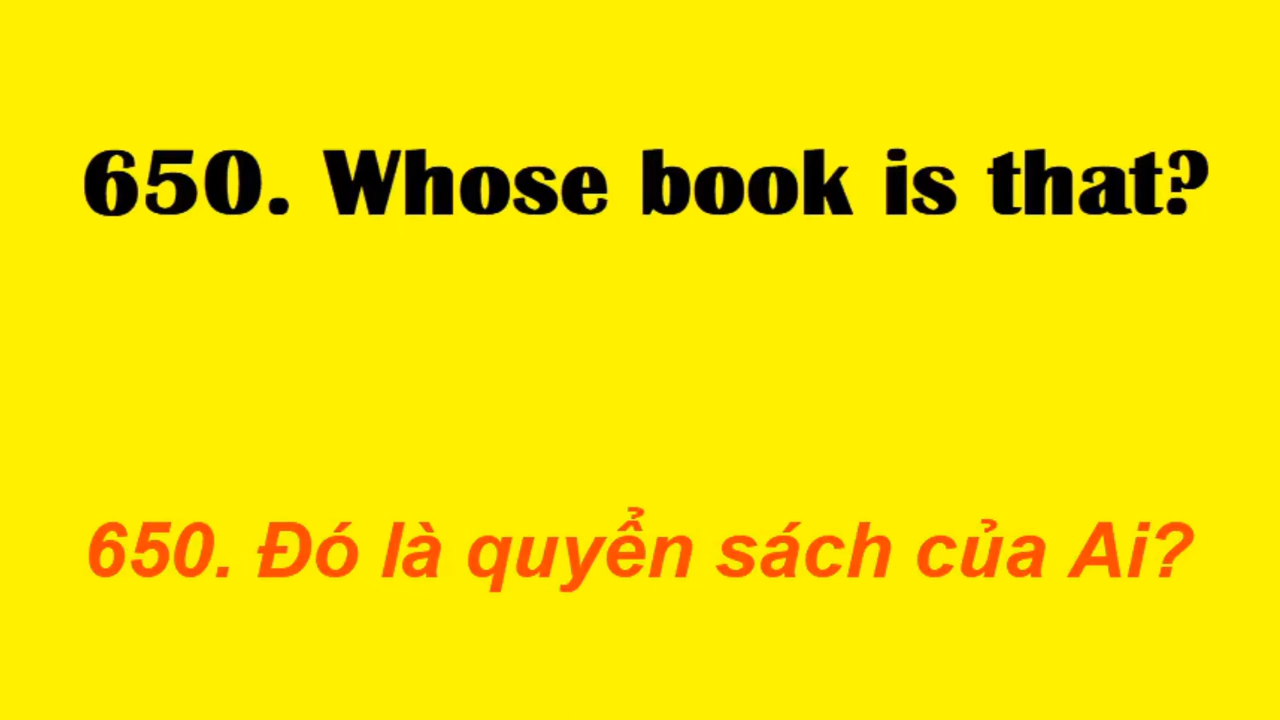 650. Whose book is that?
650. Đó là quyển sách của Ai?